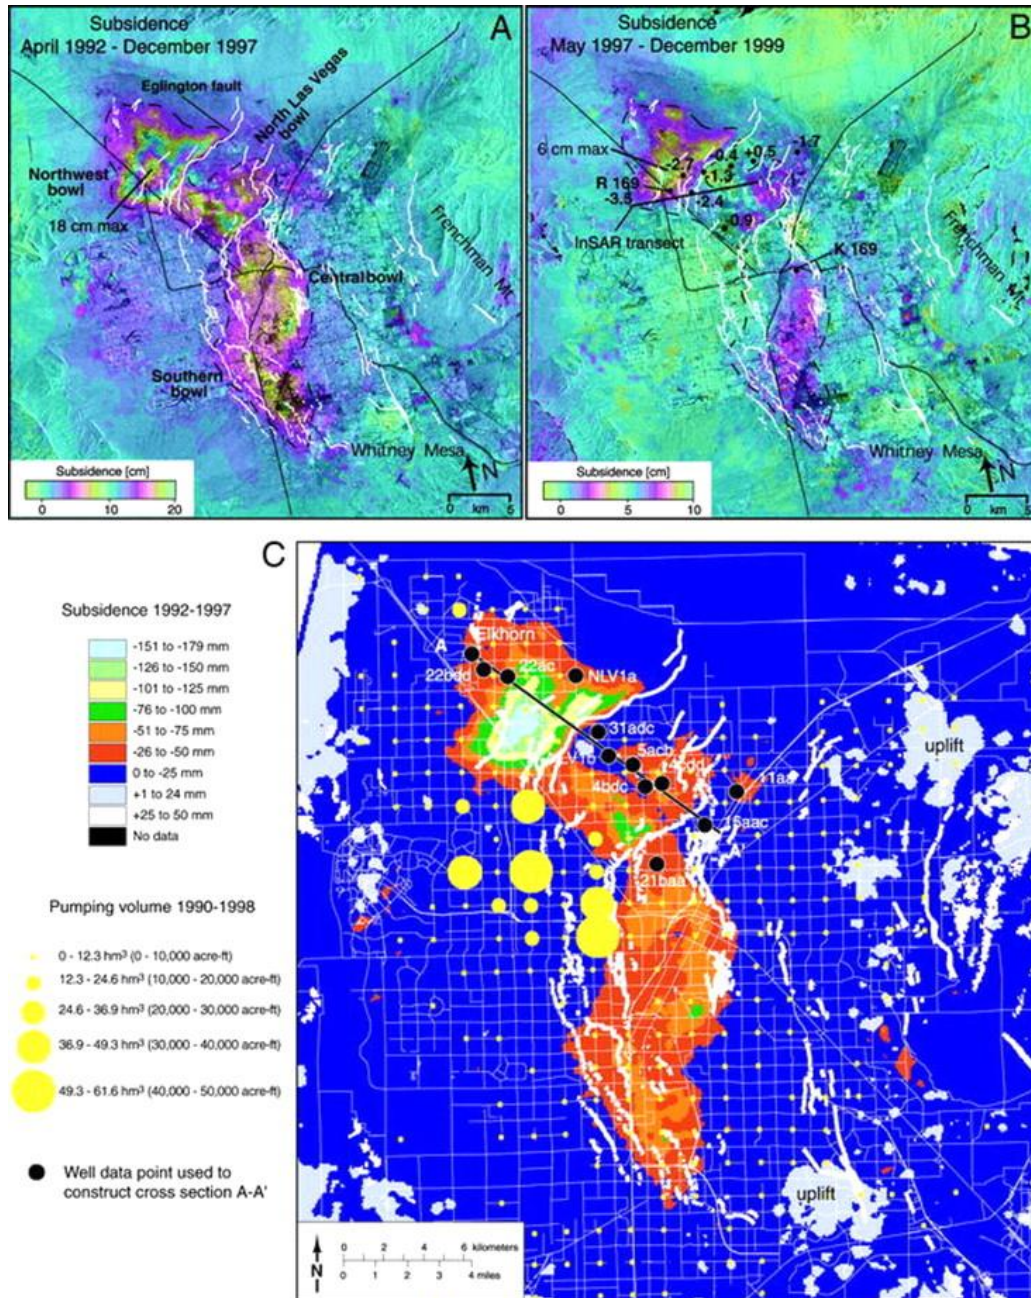 Subsidence
April 1992 - December 1997
A
Eglington fault
North Las Vegas
bowl
Northwest bowl
18 cm max
Central bowl
Frenchman Mt.
Southern
bowl
Whitney Mesa
N
Subsidence [cm]
0 10 20
0 km 5
Subsidence
May 1997 - December 1999
B
6 cm max
-2.7
-0.4
+0.5
-1.7
-1.3
R 169
-3.5
-2.4
-0.9
InSAR transect
K 169
Frenchman Mt.
Whitney Mesa
N
Subsidence [cm]
0 5 10
0 km 5
C
Subsidence 1992-1997
-151 to -179 mm
-126 to -150 mm
-101 to -125 mm
-76 to -100 mm
-51 to -75 mm
-26 to -50 mm
0 to -25 mm
+1 to 24 mm
+25 to 50 mm
No data
Pumping volume 1990-1998
0 - 12.3 hm³ (0 - 10,000 acre-ft)
12.3 - 24.6 hm³ (10,000 - 20,000 acre-ft)
24.6 - 36.9 hm³ (20,000 - 30,000 acre-ft)
36.9 - 49.3 hm³ (30,000 - 40,000 acre-ft)
49.3 - 61.6 hm³ (40,000 - 50,000 acre-ft)
Well data point used to
construct cross section A-A'
A
Elkhorn
22bdd
22ac
NLV1a
31adc
5acb
4cdd
4bdc
11aa
15aac
A'
21baa
uplift
uplift
N
0 2 4 6 kilometers
0 1 2 3 4 miles